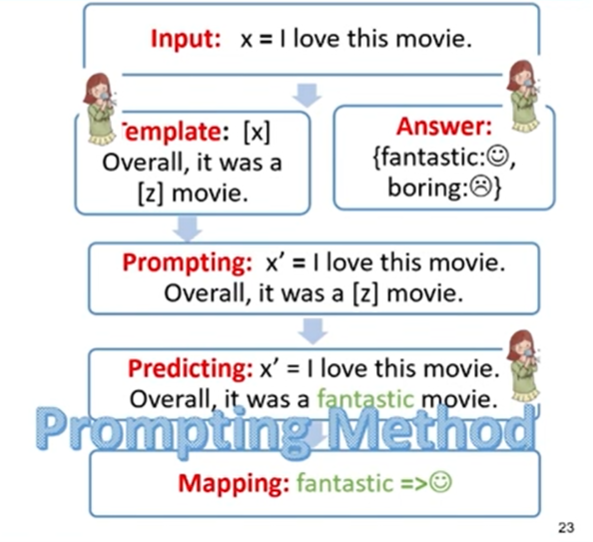 Input: x = I love this movie.
Template: [x]
Overall, it was a
[z] movie.
Answer:
{fantastic:☺,
boring:☹}
Prompting: x′ = I love this movie.
Overall, it was a [z] movie.
Predicting: x′ = I love this movie.
Overall, it was a fantastic movie.
Prompting Method
Mapping: fantastic =>☺
23